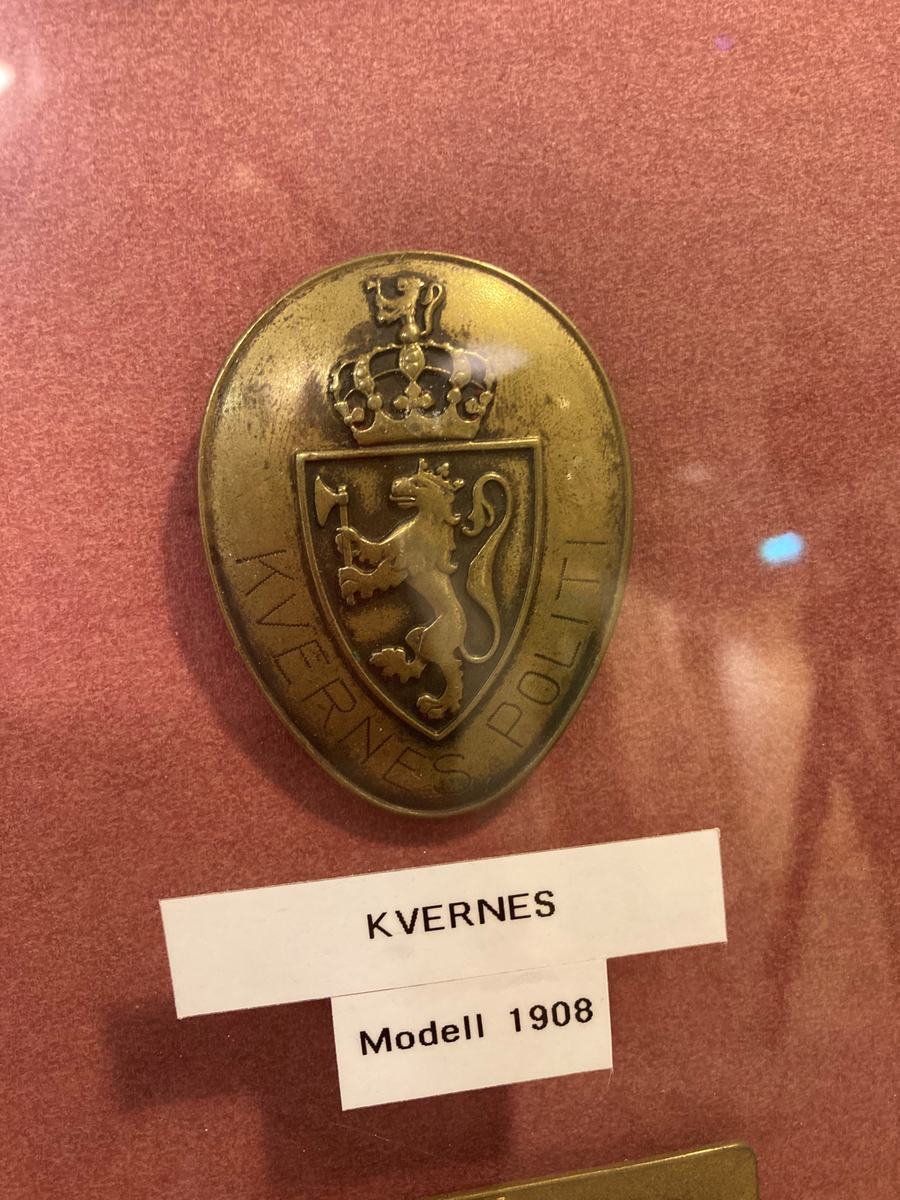 KVERNES POLITI
KVERNES
Modell 1908